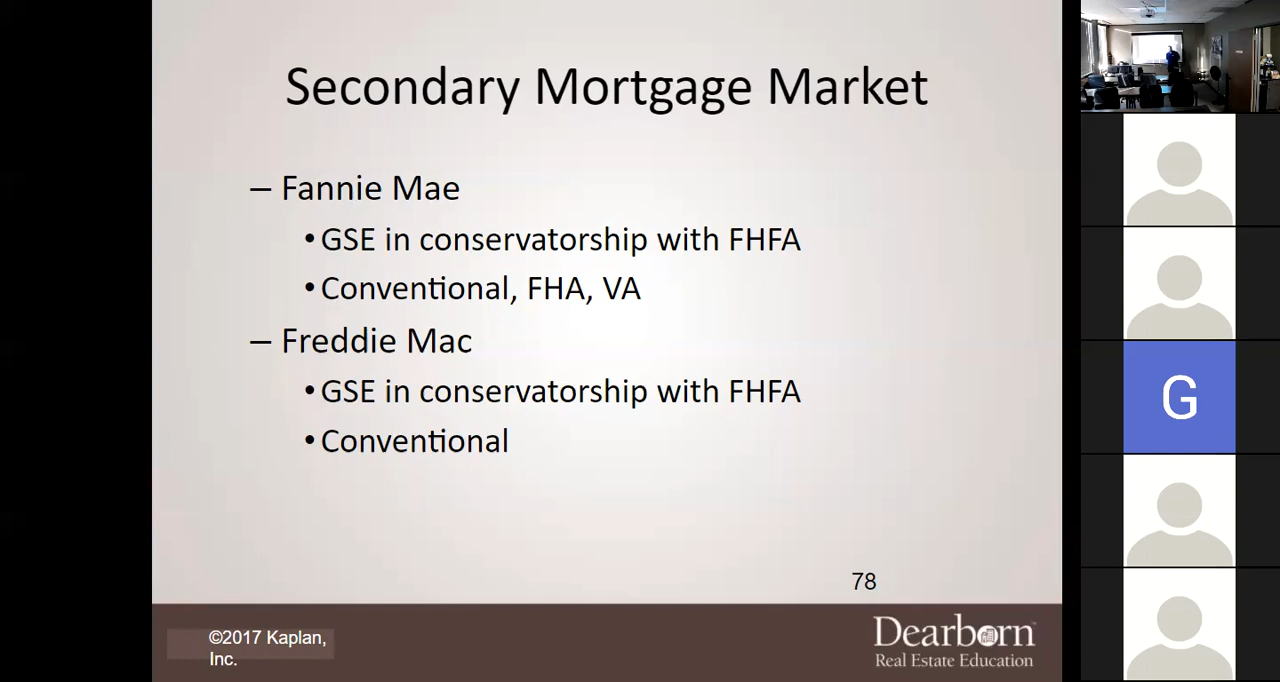 Secondary Mortgage Market
– Fannie Mae
• GSE in conservatorship with FHFA
• Conventional, FHA, VA
– Freddie Mac
• GSE in conservatorship with FHFA
• Conventional
78
©2017 Kaplan,
Inc.
Dearborn™
Real Estate Education
G